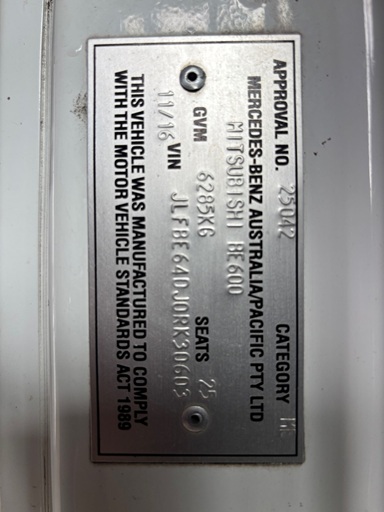 APPROVAL NO. 25042 CATEGORY ME
MERCEDES-BENZ AUSTRALIA/PACIFIC PTY LTD
MITSUBISHI BE600
GVM 6285KG SEATS 25
11/16 VIN JLFBE64DJ0RK30603
THIS VEHICLE WAS MANUFACTURED TO COMPLY
WITH THE MOTOR VEHICLE STANDARDS ACT 1989